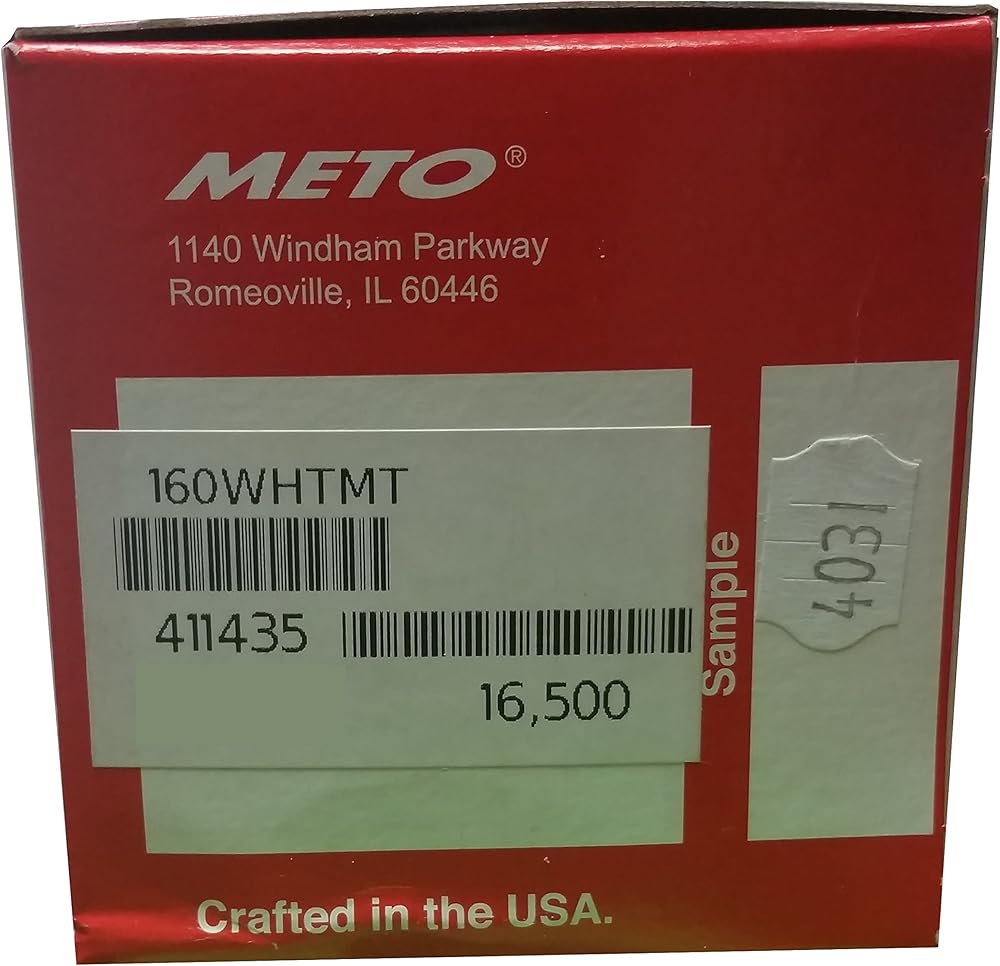 METO®
1140 Windham Parkway
Romeoville, IL 60446
160WHTMT
411435
16,500
Sample
4031
Crafted in the USA.